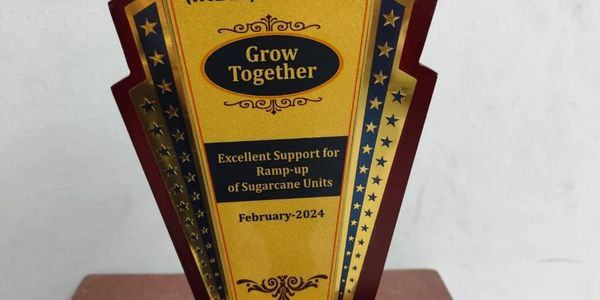 Grow
Together
Excellent Support for
Ramp-up
of Sugarcane Units
February-2024